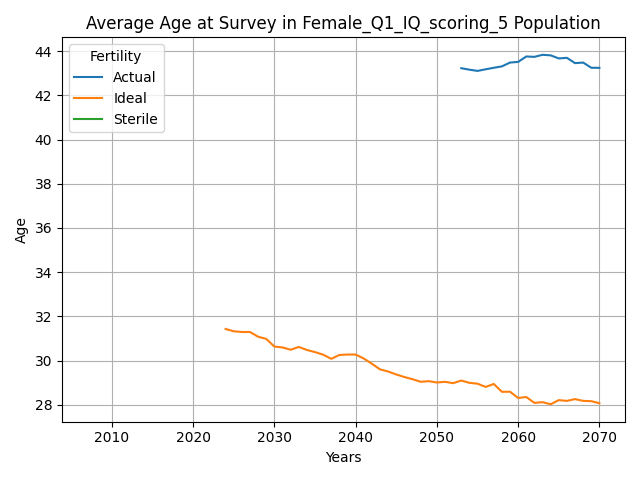 Average Age at Survey in Female_Q1_IQ_scoring_5 Population
Fertility
Actual
Ideal
Sterile
Age
44
42
40
38
36
34
32
30
28
2010 2020 2030 2040 2050 2060 2070
Years